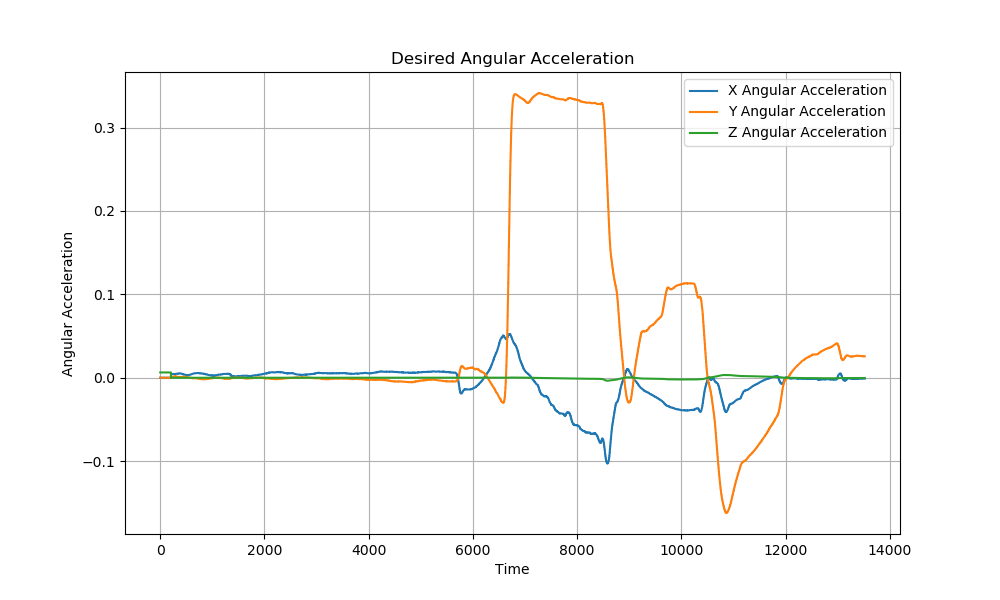 Desired Angular Acceleration
X Angular Acceleration
Y Angular Acceleration
Z Angular Acceleration
Angular Acceleration
0.3
0.2
0.1
0.0
−0.1
0 2000 4000 6000 8000 10000 12000 14000
Time